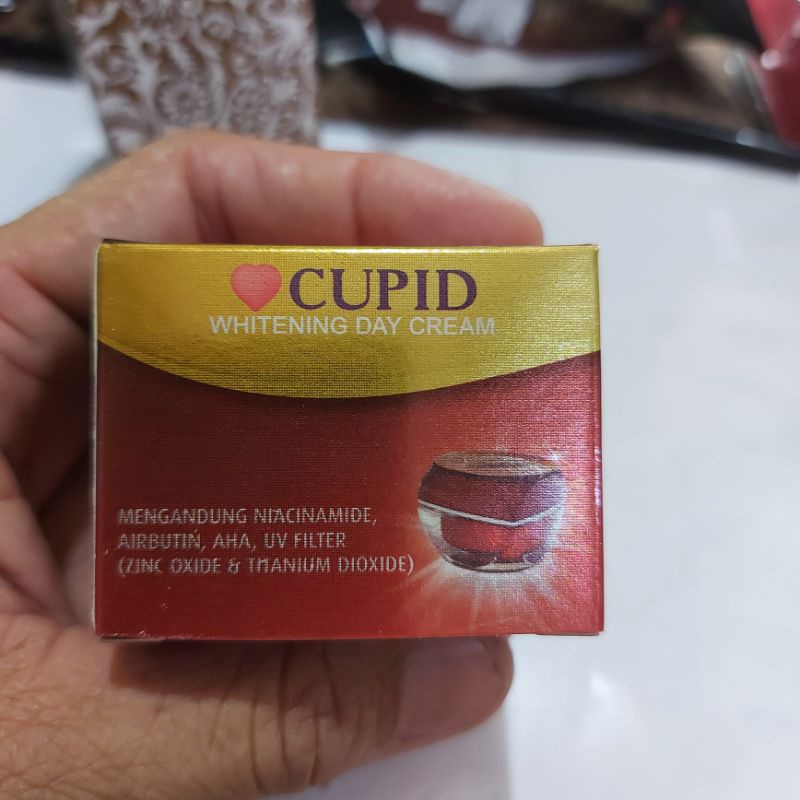 CUPID
WHITENING DAY CREAM
MENGANDUNG NIACINAMIDE,
AIRBUTIN, AHA, UV FILTER
(ZINC OXIDE & TITANIUM DIOXIDE)